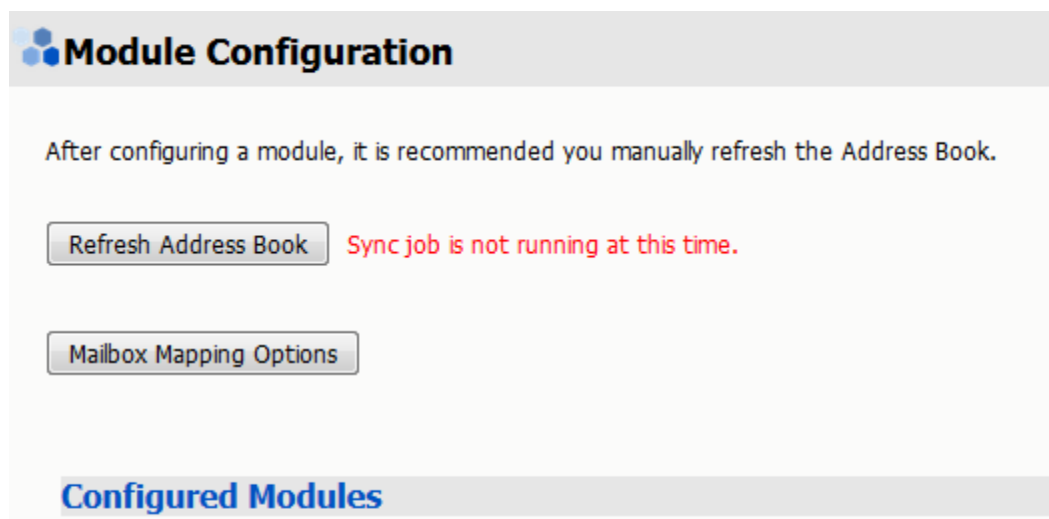 Module Configuration
After configuring a module, it is recommended you manually refresh the Address Book.
Refresh Address Book Sync job is not running at this time.
Mailbox Mapping Options
Configured Modules